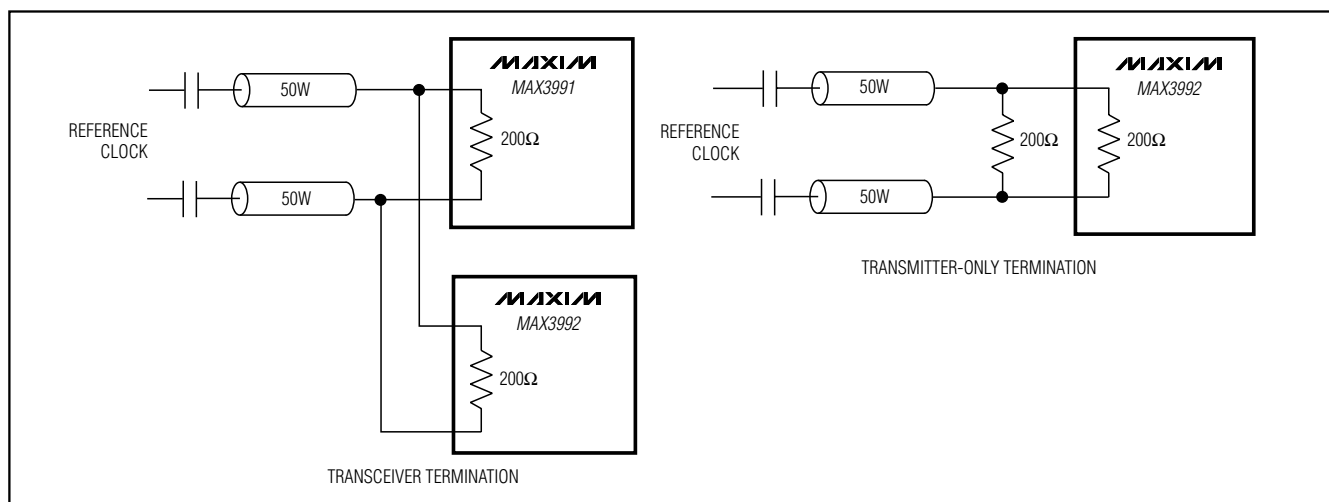 MAXIM
MAX3991
50W
200Ω
REFERENCE
CLOCK
50W
MAXIM
MAX3992
200Ω
TRANSCEIVER TERMINATION
MAXIM
MAX3992
50W
REFERENCE
CLOCK
200Ω
200Ω
50W
TRANSMITTER-ONLY TERMINATION